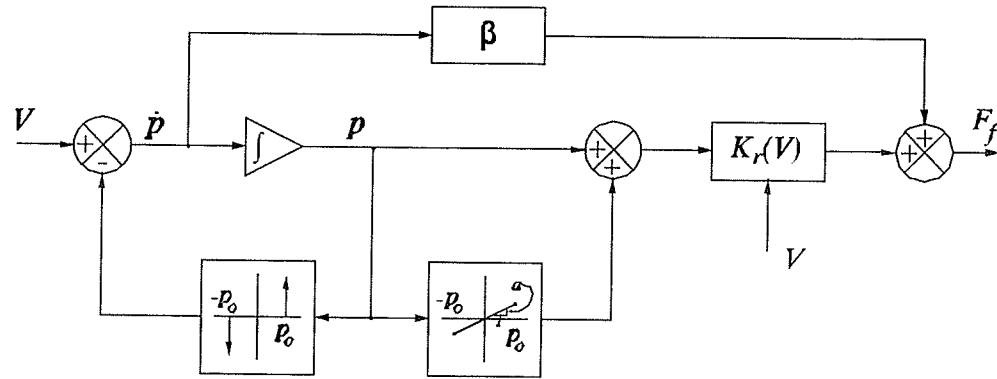 β
V
+
-
ṗ
∫
p
+
+
K_r(V)
+
+
F_f
V
-p_o
p_o
-p_o
a
p_o